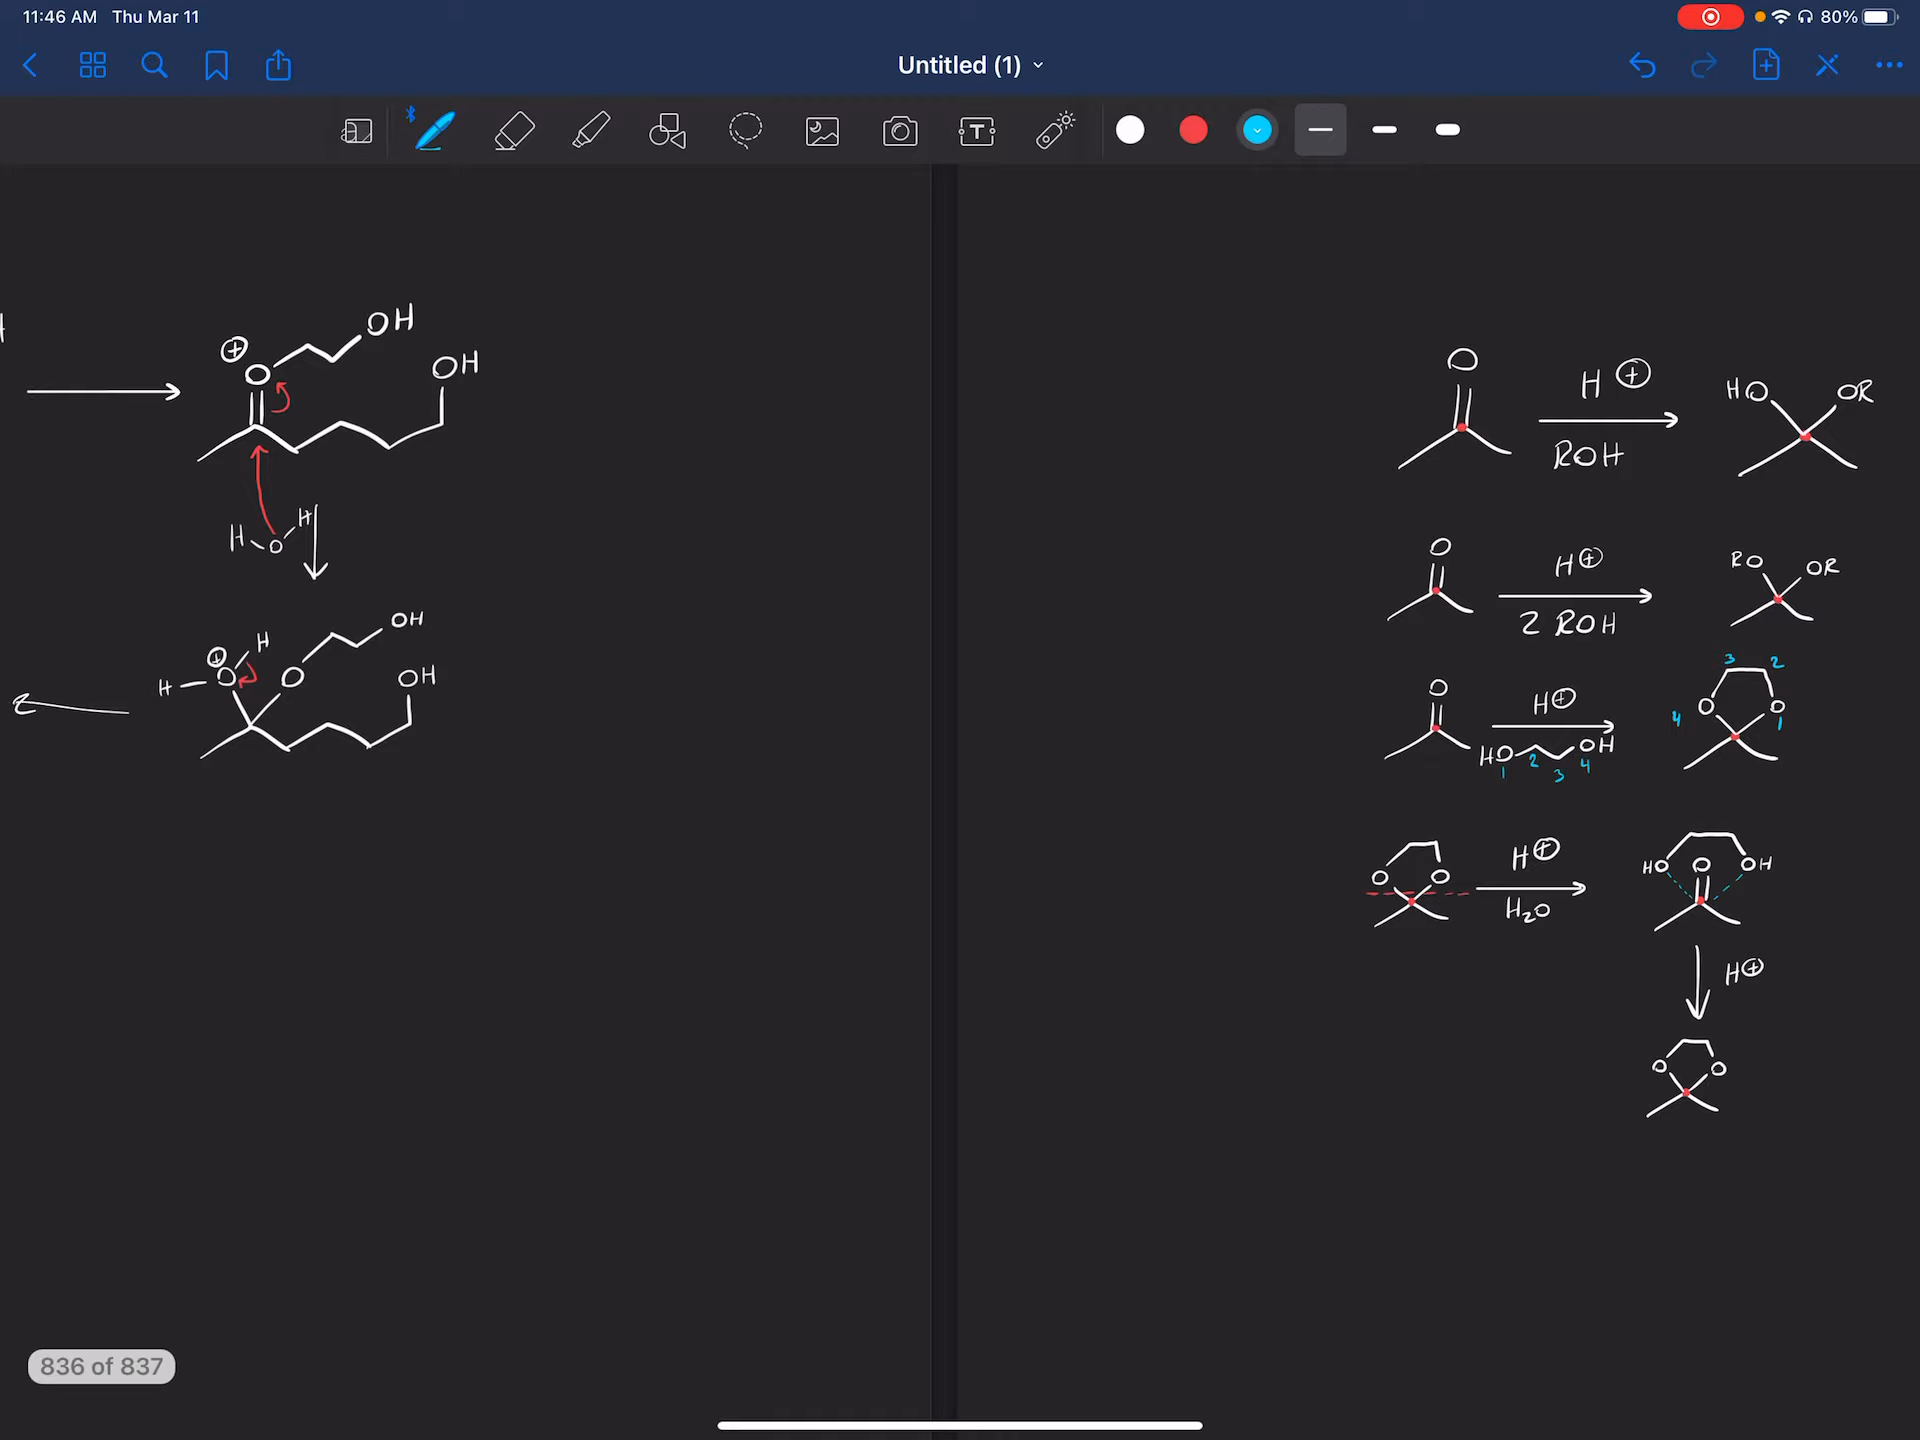 11:46 AM Thu Mar 11
80%
Untitled (1)
T
OH
⊕
O
OH
H O H
OH
⊕ H
H O O
OH
O
H⊕
ROH
HO OR
O
H⊕
2 ROH
RO OR
O
H⊕
HO OH
1 2 3 4
3 2
4 O O 1
O O
H⊕
H₂O
HO O OH
H⊕
O O
836 of 837